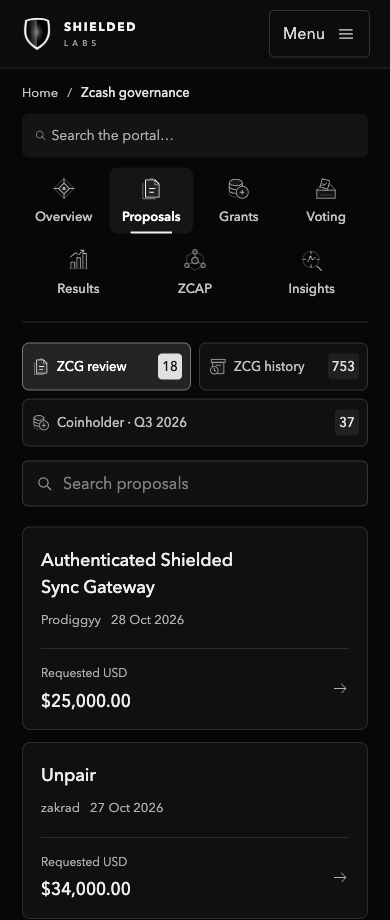 SHIELDED
LABS
Menu
Home / Zcash governance
Search the portal...
Overview
Proposals
Grants
Voting
Results
ZCAP
Insights
ZCG review 18
ZCG history 753
Coinholder · Q3 2026 37
Search proposals
Authenticated Shielded
Sync Gateway
Prodiggyy 28 Oct 2026
Requested USD
$25,000.00
Unpair
zakrad 27 Oct 2026
Requested USD
$34,000.00